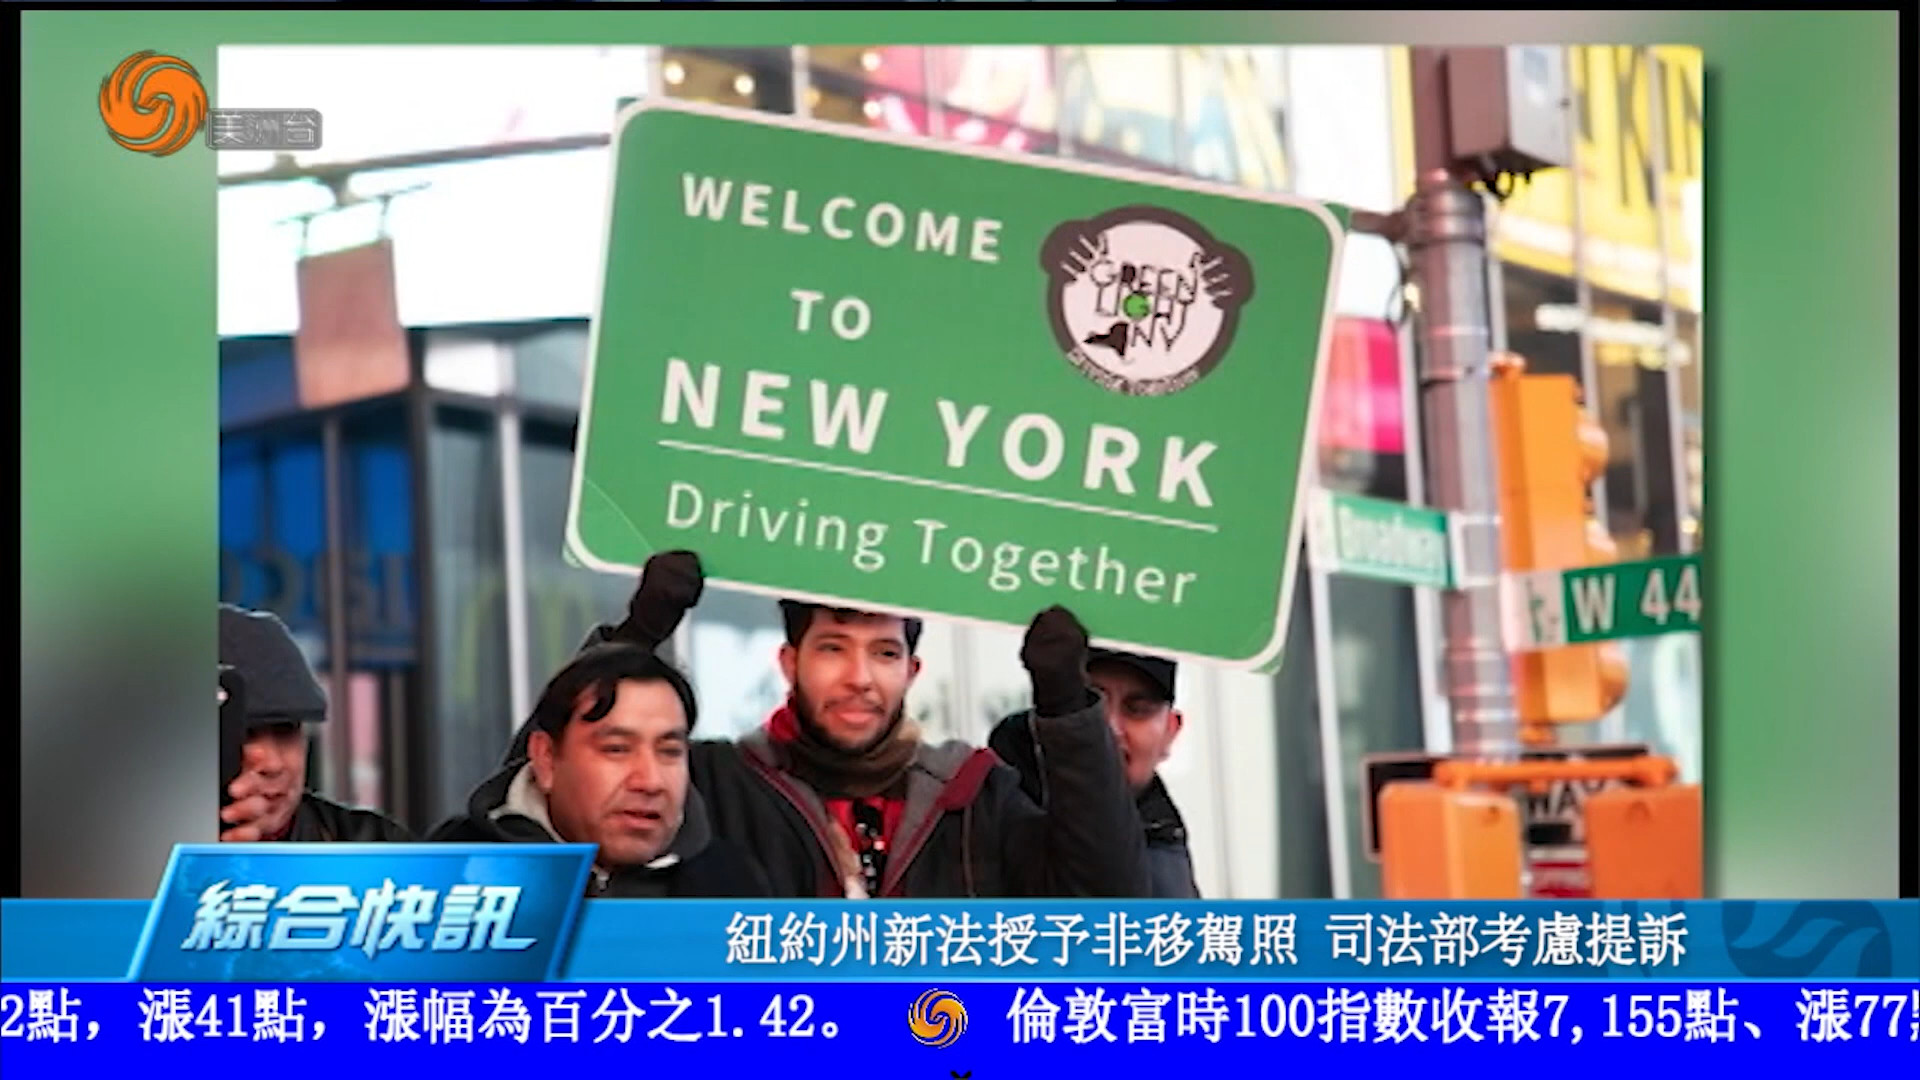 美洲台
WELCOME
TO
NEW YORK
Driving Together
GREEN
LIGHT
NY
Driving Together
Broadway
W 44
綜合快訊
紐約州新法授予非移駕照 司法部考慮提訴
2點，漲41點，漲幅為百分之1.42。 倫敦富時100指數收報7,155點、漲77